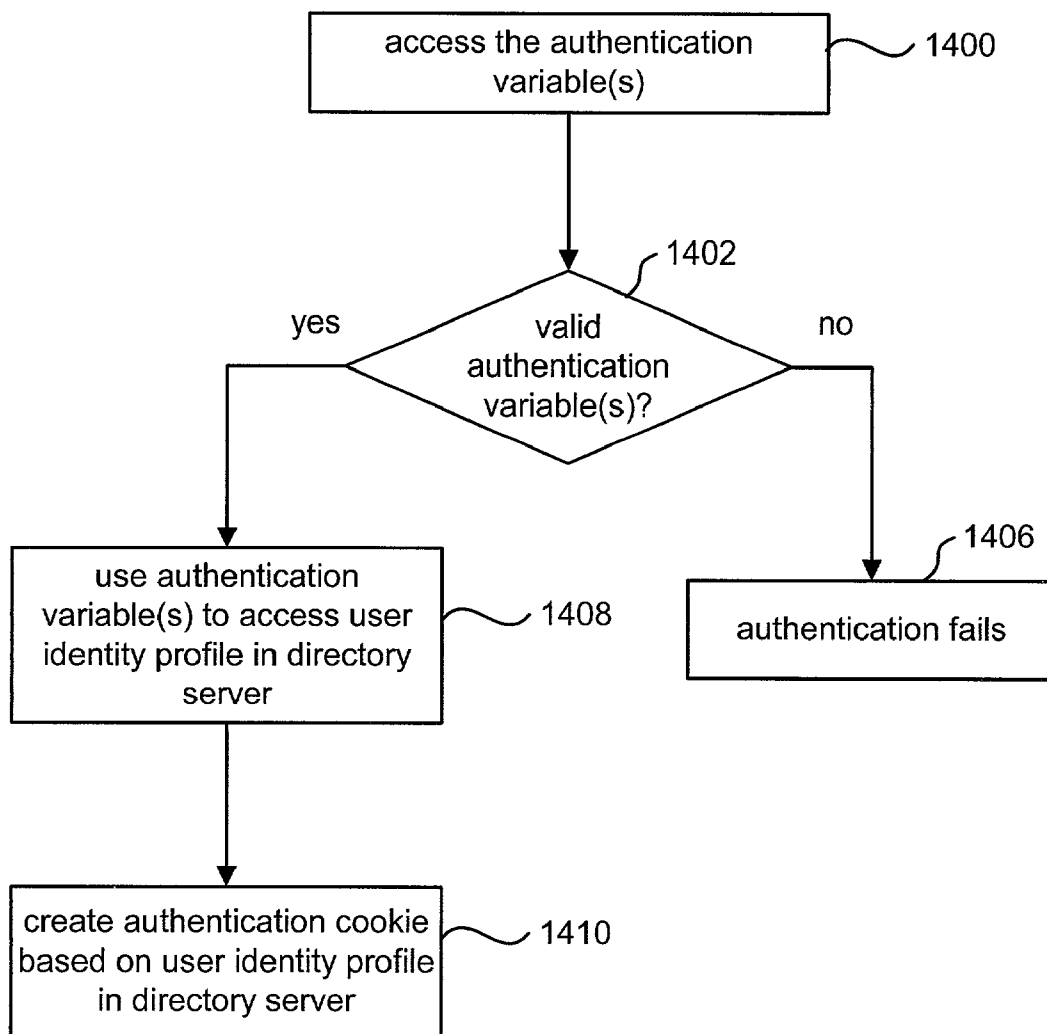 access the authentication
variable(s)
1400
1402
yes
valid
authentication
variable(s)?
no
1406
authentication fails
use authentication
variable(s) to access user
identity profile in directory
server
1408
create authentication cookie
based on user identity profile
in directory server
1410